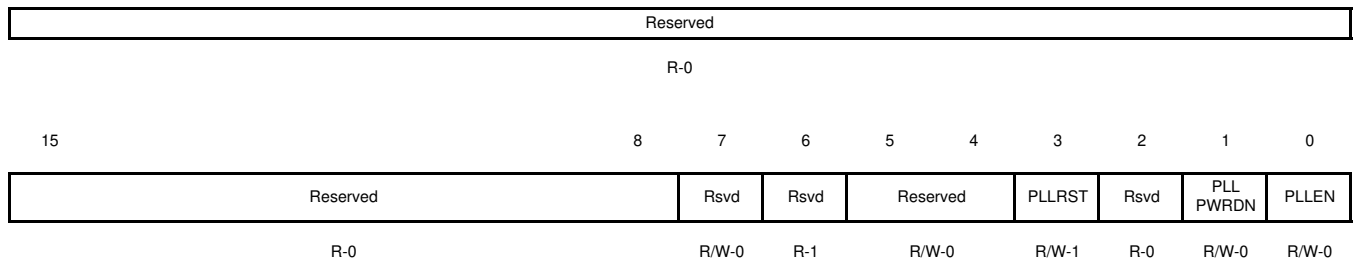 Reserved
R-0
15 8 7 6 5 4 3 2 1 0
Reserved Rsvd Rsvd Reserved PLLRST Rsvd PLL PWRDN PLLEN
R-0 R/W-0 R-1 R/W-0 R/W-1 R-0 R/W-0 R/W-0